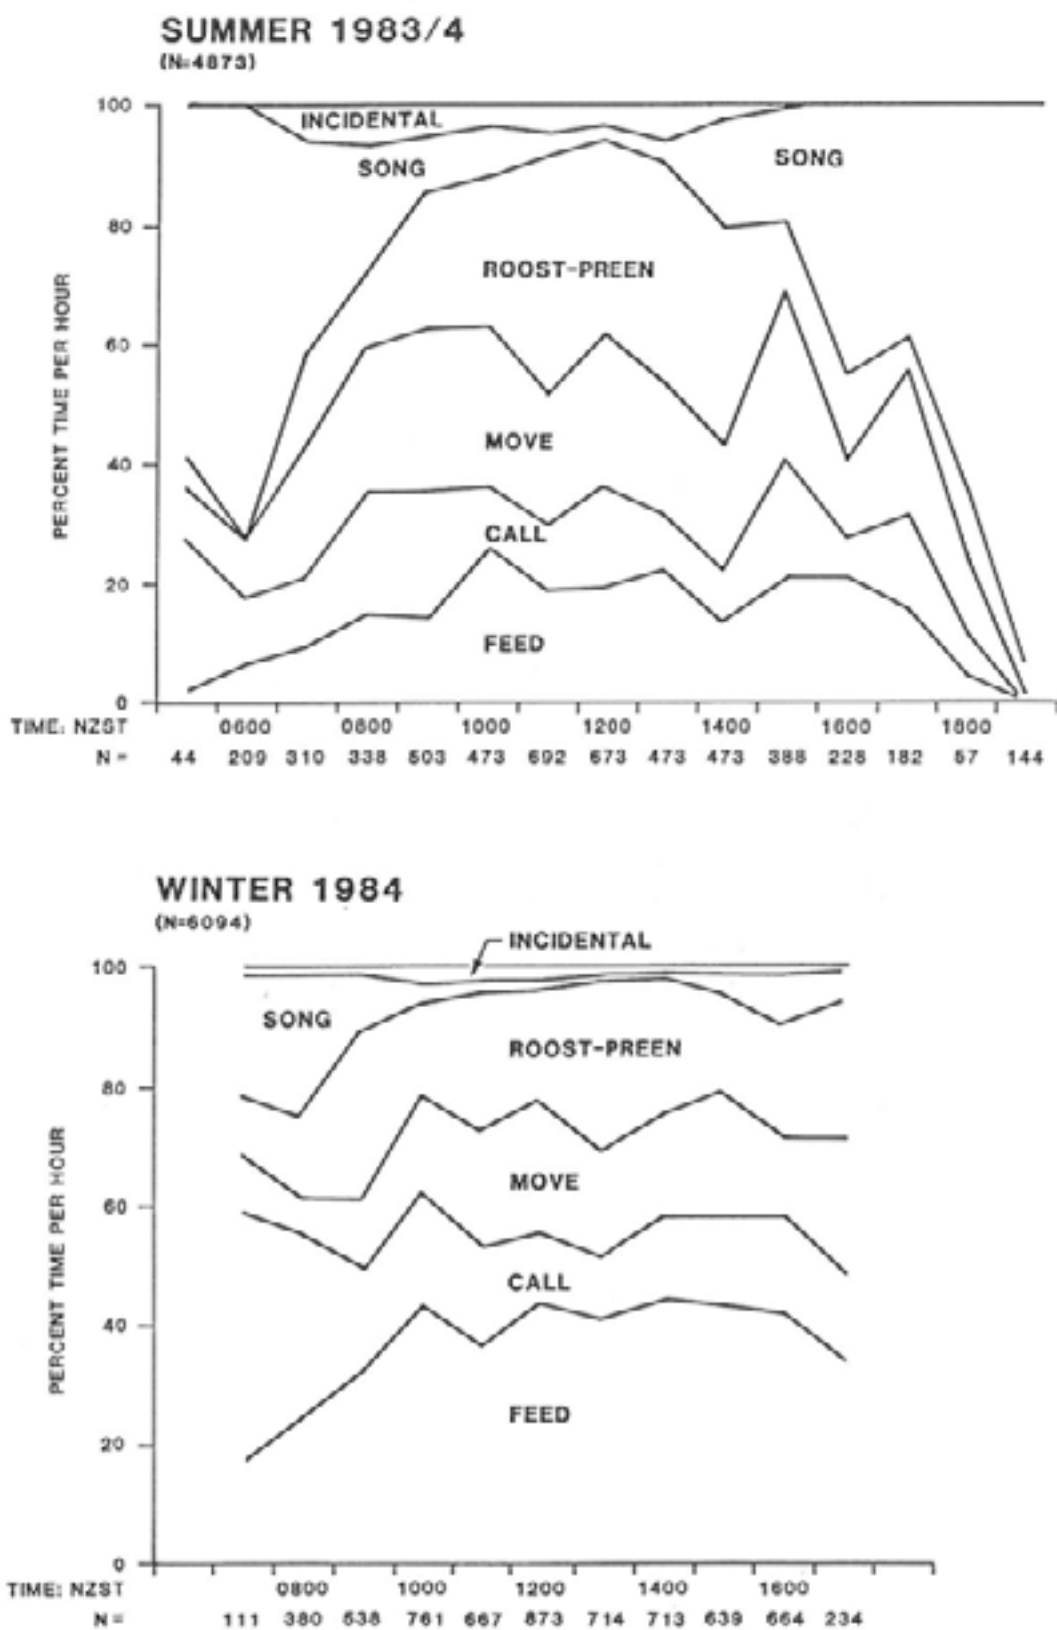 SUMMER 1983/4
(N=4873)
100
INCIDENTAL
SONG
SONG
80
ROOST-PREEN
PERCENT TIME PER HOUR
60
MOVE
40
CALL
20
FEED
0
TIME: NZST 0600 0800 1000 1200 1400 1600 1800
N= 44 209 310 338 503 473 692 673 473 473 388 228 182 57 144
WINTER 1984
(N=6094)
INCIDENTAL
100
SONG
ROOST-PREEN
80
PERCENT TIME PER HOUR
MOVE
60
CALL
40
FEED
20
0
TIME: NZST 0800 1000 1200 1400 1600
N= 111 380 538 761 667 873 714 713 639 664 234